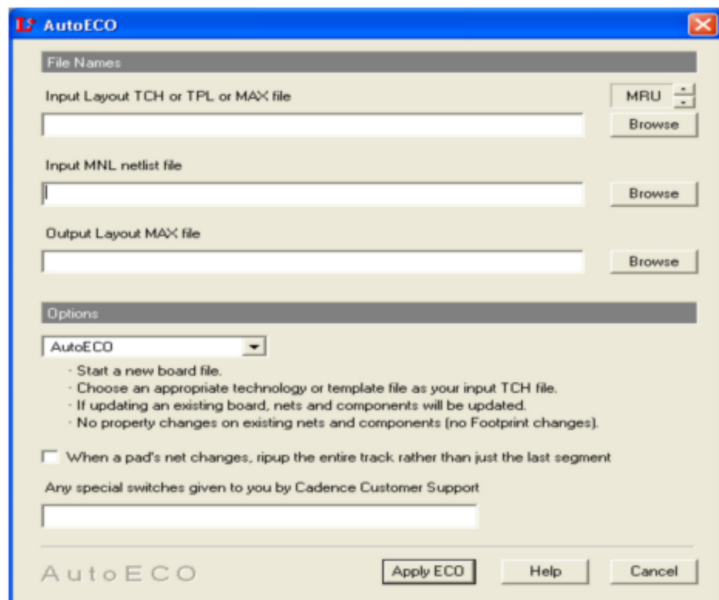 AutoECO
File Names
Input Layout TCH or TPL or MAX file
MRU
Browse
Input MNL netlist file
Browse
Output Layout MAX file
Browse
Options
AutoECO
· Start a new board file.
· Choose an appropriate technology or template file as your input TCH file.
· If updating an existing board, nets and components will be updated.
· No property changes on existing nets and components (no Footprint changes).
When a pad's net changes, ripup the entire track rather than just the last segment
Any special switches given to you by Cadence Customer Support
AutoECO
Apply ECO
Help
Cancel